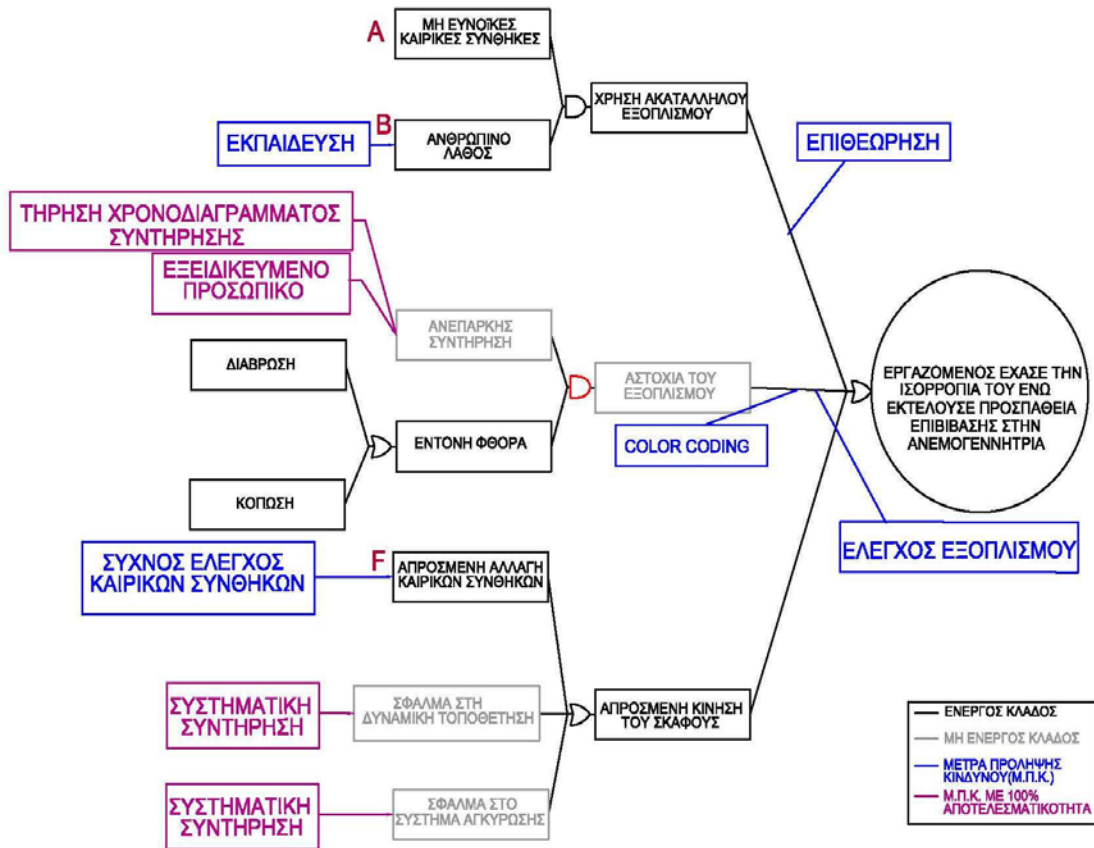 A
ΜΗ ΕΥΝΟΪΚΕΣ
ΚΑΙΡΙΚΕΣ ΣΥΝΘΗΚΕΣ
ΧΡΗΣΗ ΑΚΑΤΑΛΛΗΛΟΥ
ΕΞΟΠΛΙΣΜΟΥ
ΕΚΠΑΙΔΕΥΣΗ
B
ΑΝΘΡΩΠΙΝΟ
ΛΑΘΟΣ
ΕΠΙΘΕΩΡΗΣΗ
ΤΗΡΗΣΗ ΧΡΟΝΟΔΙΑΓΡΑΜΜΑΤΟΣ
ΣΥΝΤΗΡΗΣΗΣ
ΕΞΕΙΔΙΚΕΥΜΕΝΟ
ΠΡΟΣΩΠΙΚΟ
ΑΝΕΠΑΡΚΗΣ
ΣΥΝΤΗΡΗΣΗ
ΔΙΑΒΡΩΣΗ
ΑΣΤΟΧΙΑ ΤΟΥ
ΕΞΟΠΛΙΣΜΟΥ
ΕΡΓΑΖΟΜΕΝΟΣ ΕΧΑΣΕ ΤΗΝ
ΙΣΟΡΡΟΠΙΑ ΤΟΥ ΕΝΩ
ΕΚΤΕΛΟΥΣΕ ΠΡΟΣΠΑΘΕΙΑ
ΕΠΙΒΙΒΑΣΗΣ ΣΤΗΝ
ΑΝΕΜΟΓΕΝΝΗΤΡΙΑ
ΕΝΤΟΝΗ ΦΘΟΡΑ
COLOR CODING
ΚΟΠΩΣΗ
ΣΥΧΝΟΣ ΕΛΕΓΧΟΣ
ΚΑΙΡΙΚΩΝ ΣΥΝΘΗΚΩΝ
F
ΑΠΡΟΣΜΕΝΗ ΑΛΛΑΓΗ
ΚΑΙΡΙΚΩΝ ΣΥΝΘΗΚΩΝ
ΕΛΕΓΧΟΣ ΕΞΟΠΛΙΣΜΟΥ
ΣΥΣΤΗΜΑΤΙΚΗ
ΣΥΝΤΗΡΗΣΗ
ΣΦΑΛΜΑ ΣΤΗ
ΔΥΝΑΜΙΚΗ ΤΟΠΟΘΕΤΗΣΗ
ΑΠΡΟΣΜΕΝΗ ΚΙΝΗΣΗ
ΤΟΥ ΣΚΑΦΟΥΣ
ΣΥΣΤΗΜΑΤΙΚΗ
ΣΥΝΤΗΡΗΣΗ
ΣΦΑΛΜΑ ΣΤΟ
ΣΥΣΤΗΜΑ ΑΓΚΥΡΩΣΗΣ
ΕΝΕΡΓΟΣ ΚΛΑΔΟΣ
ΜΗ ΕΝΕΡΓΟΣ ΚΛΑΔΟΣ
ΜΕΤΡΑ ΠΡΟΛΗΨΗΣ
ΚΙΝΔΥΝΟΥ(Μ.Π.Κ.)
Μ.Π.Κ. ΜΕ 100%
ΑΠΟΤΕΛΕΣΜΑΤΙΚΟΤΗΤΑ